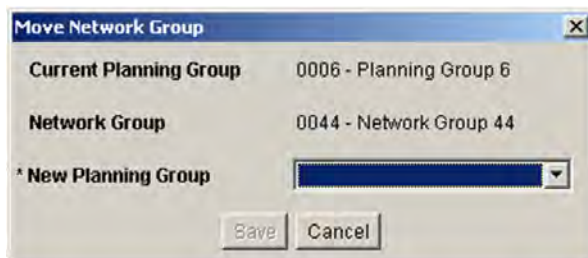 Move Network Group
Current Planning Group 0006 - Planning Group 6
Network Group 0044 - Network Group 44
* New Planning Group
Save Cancel